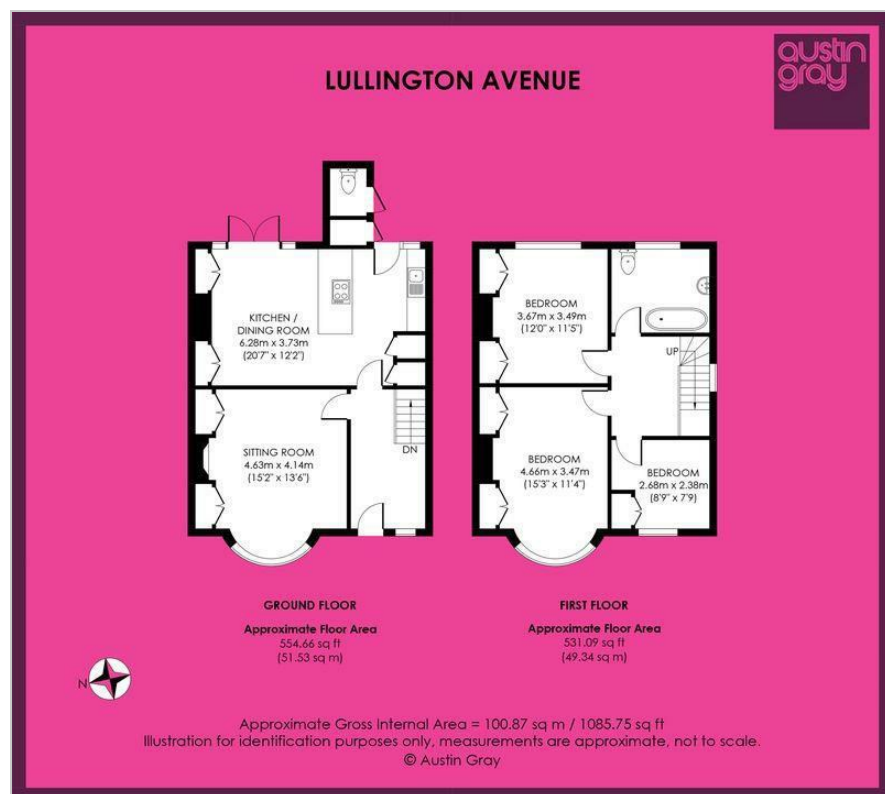 LULLINGTON AVENUE
austin
gray
KITCHEN /
DINING ROOM
6.28m x 3.73m
(20'7" x 12'2")
SITTING ROOM
4.63m x 4.14m
(15'2" x 13'6")
DN
BEDROOM
3.67m x 3.49m
(12'0" x 11'5")
UP
BEDROOM
4.66m x 3.47m
(15'3" x 11'4")
BEDROOM
2.68m x 2.38m
(8'9" x 7'9)
GROUND FLOOR
Approximate Floor Area
554.66 sq ft
(51.53 sq m)
FIRST FLOOR
Approximate Floor Area
531.09 sq ft
(49.34 sq m)
N
Approximate Gross Internal Area = 100.87 sq m / 1085.75 sq ft
Illustration for identification purposes only, measurements are approximate, not to scale.
© Austin Gray